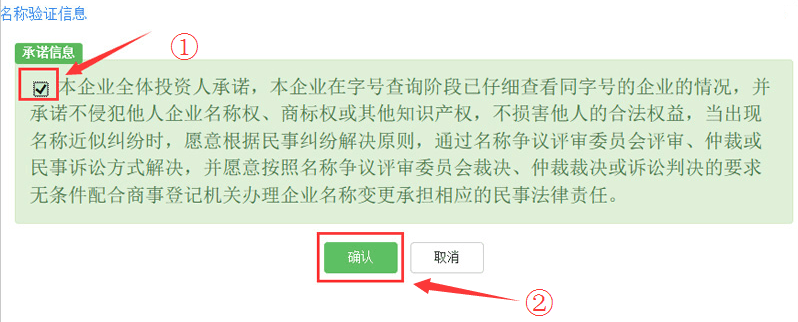 名称验证信息
①
承诺信息
本企业全体投资人承诺，本企业在字号查询阶段已仔细查看同字号的企业的情况，并
承诺不侵犯他人企业名称权、商标权或其他知识产权，不损害他人的合法权益，当出现
名称近似纠纷时，愿意根据民事纠纷解决原则，通过名称争议评审委员会评审、仲裁或
民事诉讼方式解决，并愿意按照名称争议评审委员会裁决、仲裁裁决或诉讼判决的要求
无条件配合商事登记机关办理企业名称变更承担相应的民事法律责任。
确认 取消
②